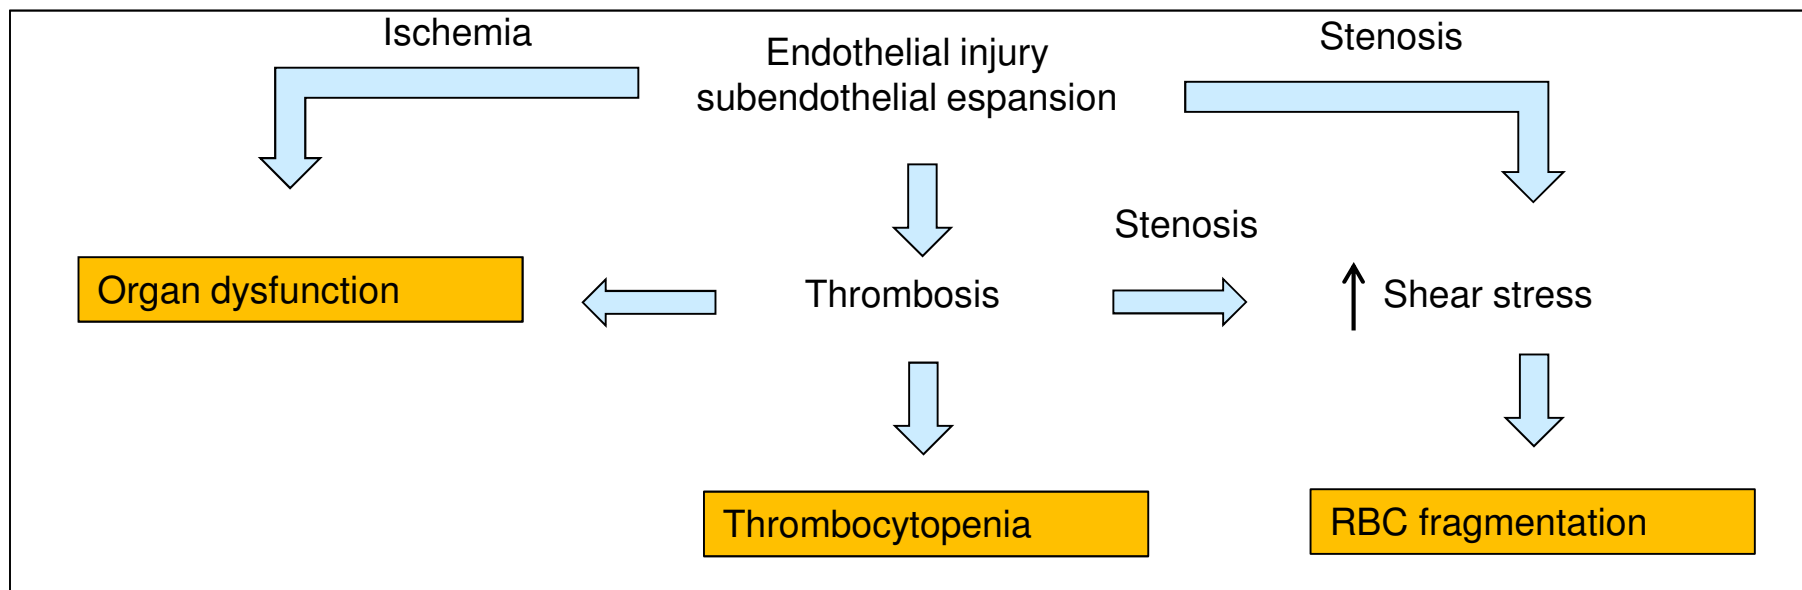 Ischemia
Endothelial injury
subendothelial espansion
Stenosis
Stenosis
Organ dysfunction
Thrombosis
Shear stress
Thrombocytopenia
RBC fragmentation